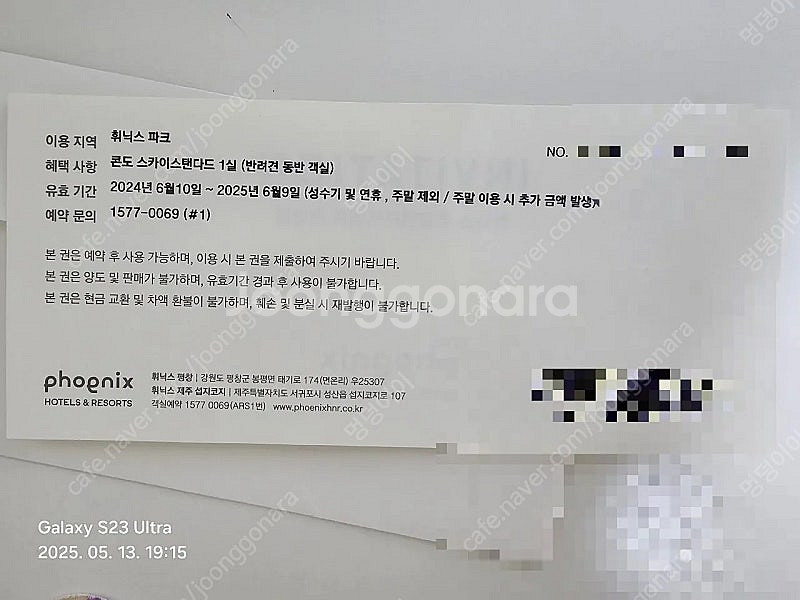 이용 지역 휘닉스 파크
NO.
혜택 사항 콘도 스카이스탠다드 1실 (반려견 동반 객실)
유효 기간 2024년 6월10일 ~ 2025년 6월9일 (성수기 및 연휴 , 주말 제외 / 주말 이용 시 추가 금액 발생)
예약 문의 1577-0069 (#1)
본 권은 예약 후 사용 가능하며, 이용 시 본 권을 제출하여 주시기 바랍니다.
본 권은 양도 및 판매가 불가하며, 유효기간 경과 후 사용이 불가합니다.
본 권은 현금 교환 및 차액 환불이 불가하며, 훼손 및 분실 시 재발행이 불가합니다.
joonggonara
phoenix
HOTELS & RESORTS
휘닉스 평창 | 강원도 평창군 봉평면 태기로 174(면온리) 우25307
휘닉스 제주 섭지코지 | 제주특별자치도 서귀포시 성산읍 섭지코지로 107
객실예약 1577 0069(ARS1번) www.phoenixhnr.co.kr
Galaxy S23 Ultra
2025. 05. 13. 19:15
cafe.naver.com/joonggonara
멍덩이이